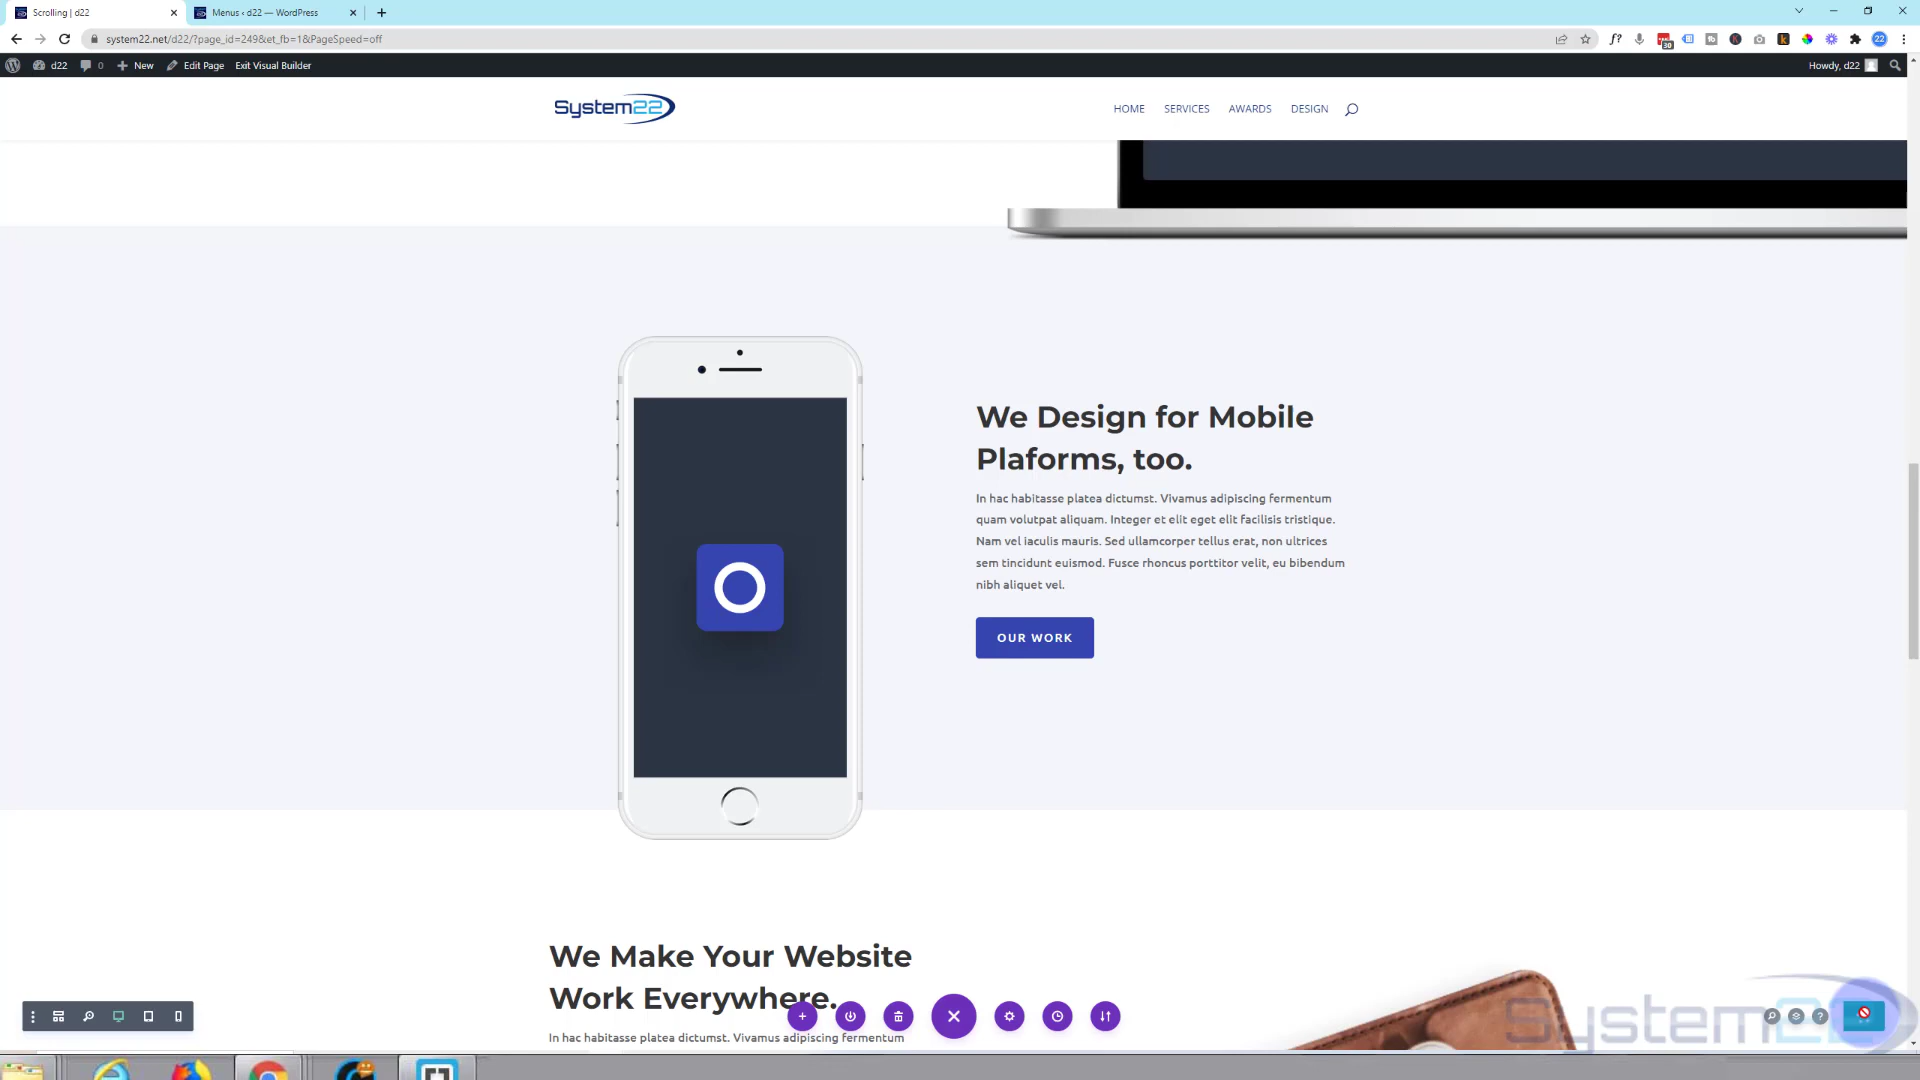 Scrolling | d22
Menus ‹ d22 — WordPress
system22.net/d22/?page_id=249&et_fb=1&PageSpeed=off
f?
30
22
d22
0
New
Edit Page
Exit Visual Builder
Howdy, d22
System22
HOME
SERVICES
AWARDS
DESIGN
We Design for Mobile
Plaforms, too.
In hac habitasse platea dictumst. Vivamus adipiscing fermentum
quam volutpat aliquam. Integer et elit eget elit facilisis tristique.
Nam vel iaculis mauris. Sed ullamcorper tellus erat, non ultrices
sem tincidunt euismod. Fusce rhoncus porttitor velit, eu bibendum
nibh aliquet vel.
OUR WORK
We Make Your Website
Work Everywhere.
In hac habitasse platea dictumst. Vivamus adipiscing fermentum
System22